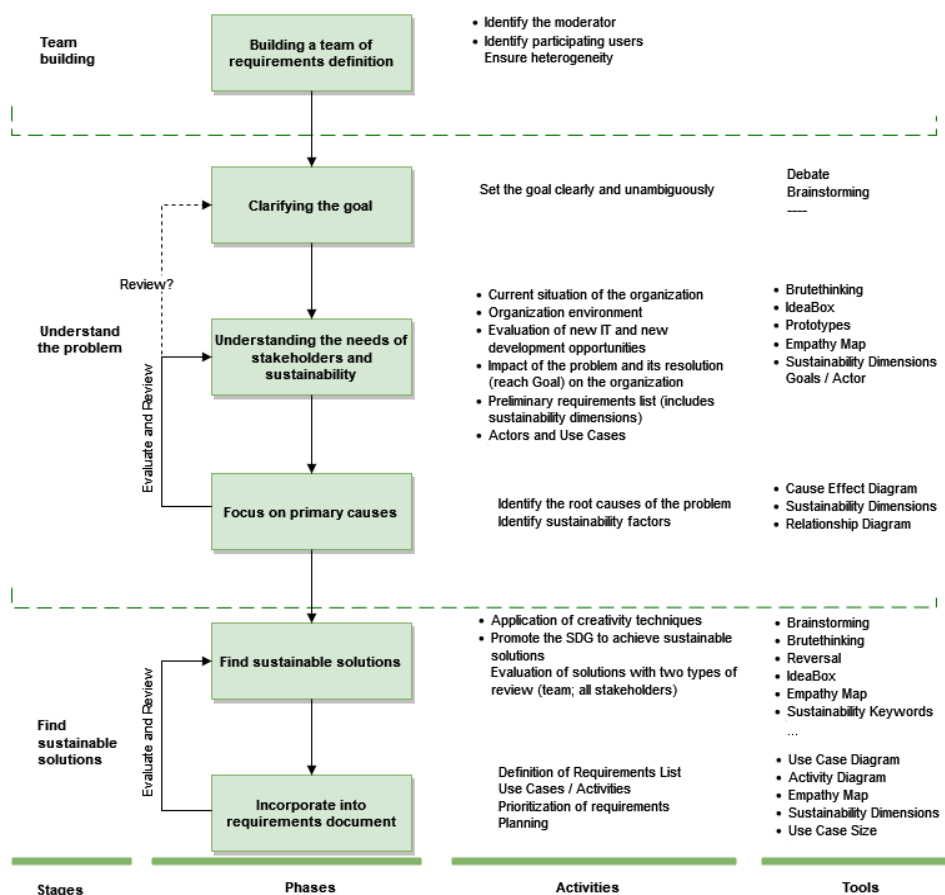 Team
building
Building a team of
requirements definition
• Identify the moderator
• Identify participating users
Ensure heterogeneity
Clarifying the goal
Set the goal clearly and unambiguously
Debate
Brainstorming
----
Review?
Understand
the problem
Evaluate and Review
Understanding the needs of
stakeholders and
sustainability
• Current situation of the organization
• Organization environment
• Evaluation of new IT and new
development opportunities
• Impact of the problem and its resolution
(reach Goal) on the organization
• Preliminary requirements list (includes
sustainability dimensions)
• Actors and Use Cases
• Brutethinking
• IdeaBox
• Prototypes
• Empathy Map
• Sustainability Dimensions
Goals / Actor
Focus on primary causes
Identify the root causes of the problem
Identify sustainability factors
• Cause Effect Diagram
• Sustainability Dimensions
• Relationship Diagram
Find
sustainable
solutions
Evaluate and Review
Find sustainable solutions
• Application of creativity techniques
• Promote the SDG to achieve sustainable
solutions
Evaluation of solutions with two types of
review (team; all stakeholders)
• Brainstorming
• Brutethinking
• Reversal
• IdeaBox
• Empathy Map
• Sustainability Keywords
...
Incorporate into
requirements document
Definition of Requirements List
Use Cases / Activities
Prioritization of requirements
Planning
• Use Case Diagram
• Activity Diagram
• Empathy Map
• Sustainability Dimensions
• Use Case Size
Stages
Phases
Activities
Tools